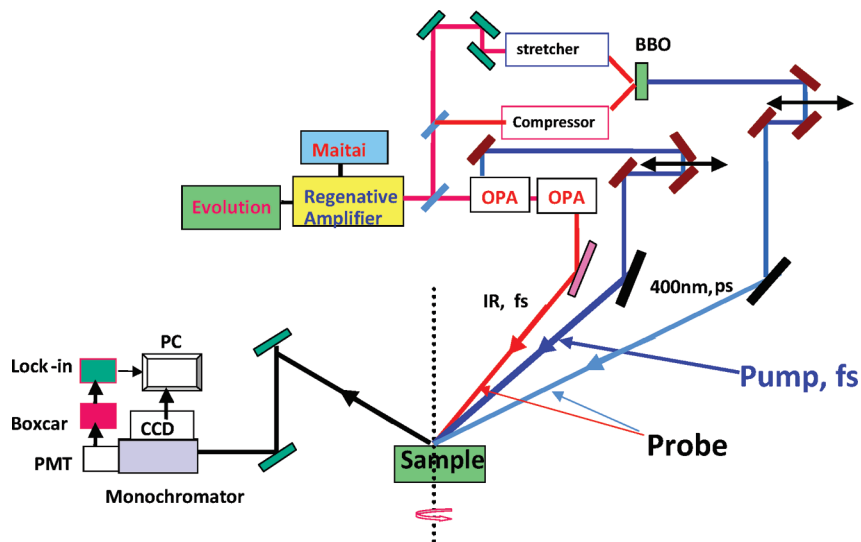 stretcher
BBO
Compressor
Maitai
Evolution
Regenative
Amplifier
OPA
OPA
IR, fs
400nm, ps
PC
Lock-in
Pump, fs
Boxcar
CCD
Probe
PMT
Sample
Monochromator